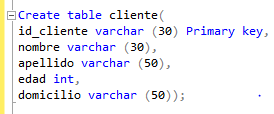 Create table cliente(
id_cliente varchar (30) Primary key,
nombre varchar (30),
apellido varchar (50),
edad int,
domicilio varchar (50));